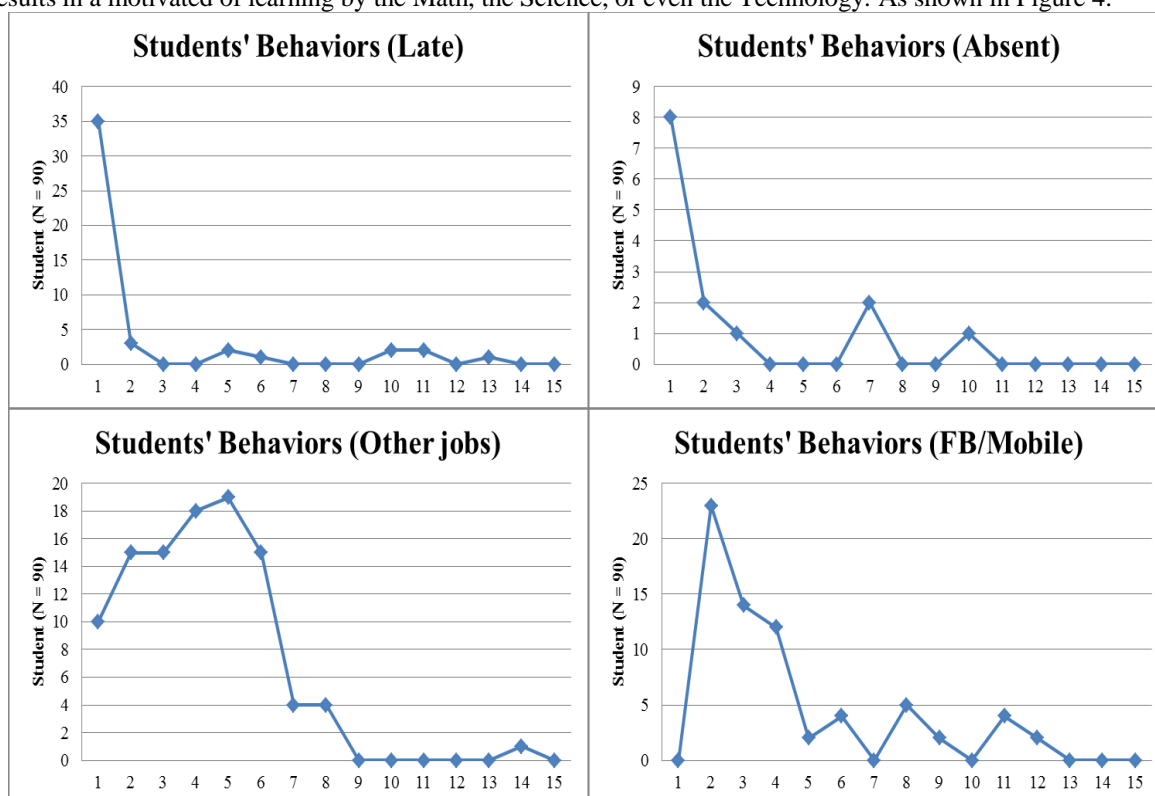 esults in a motivated of learning by the Math, the Science, or even the Technology. As shown in Figure 4.
Students' Behaviors (Late)
Student (N = 90)
40
35
30
25
20
15
10
5
0
1 2 3 4 5 6 7 8 9 10 11 12 13 14 15
Students' Behaviors (Absent)
Student (N = 90)
9
8
7
6
5
4
3
2
1
0
1 2 3 4 5 6 7 8 9 10 11 12 13 14 15
Students' Behaviors (Other jobs)
Student (N = 90)
20
18
16
14
12
10
8
6
4
2
0
1 2 3 4 5 6 7 8 9 10 11 12 13 14 15
Students' Behaviors (FB/Mobile)
Student (N = 90)
25
20
15
10
5
0
1 2 3 4 5 6 7 8 9 10 11 12 13 14 15